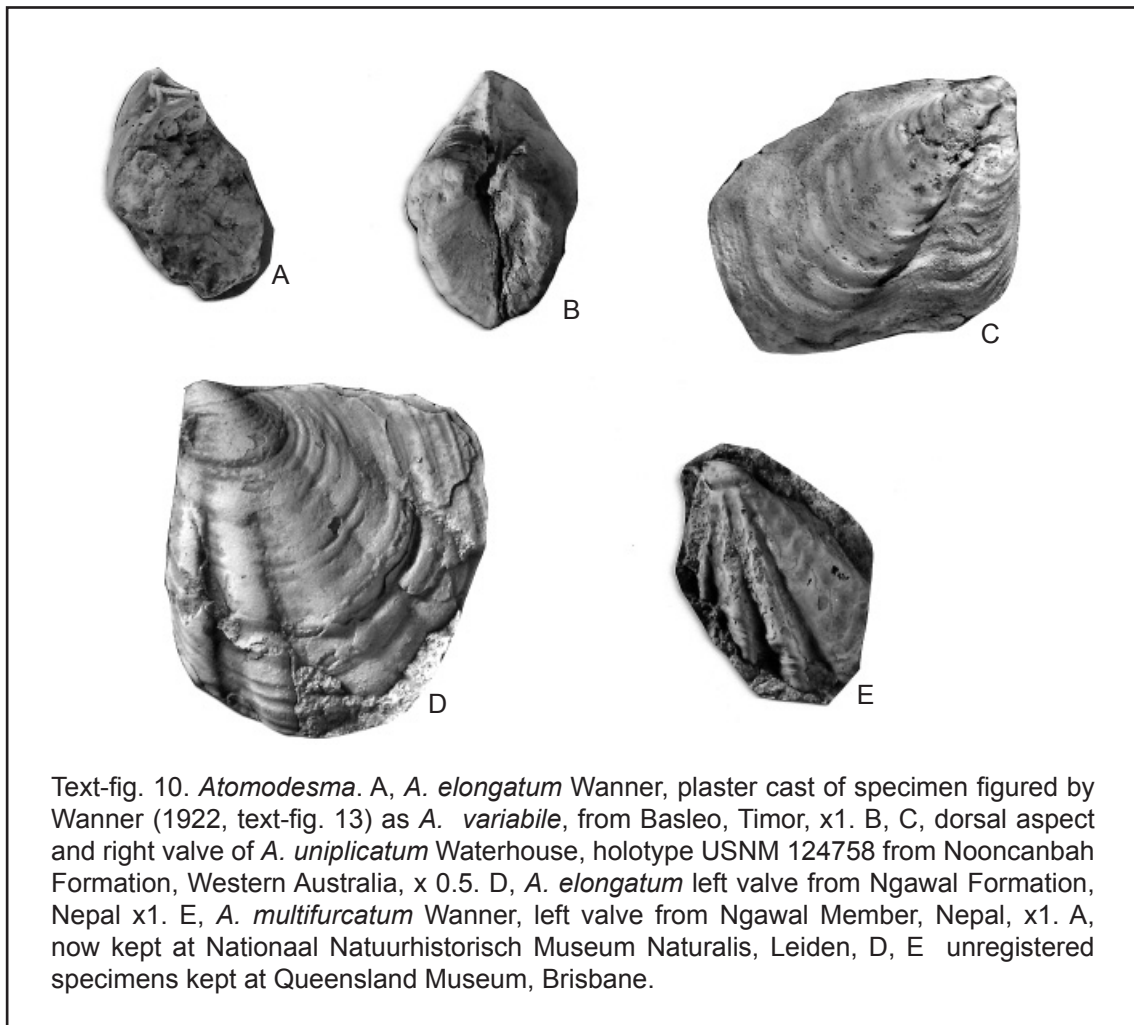 A
B
C
D
E
Text-fig. 10. Atomodesma. A, A. elongatum Wanner, plaster cast of specimen figured by
Wanner (1922, text-fig. 13) as A. variabile, from Basleo, Timor, x1. B, C, dorsal aspect
and right valve of A. uniplicatum Waterhouse, holotype USNM 124758 from Nooncanbah
Formation, Western Australia, x 0.5. D, A. elongatum left valve from Ngawal Formation,
Nepal x1. E, A. multifurcatum Wanner, left valve from Ngawal Member, Nepal, x1. A,
now kept at Nationaal Natuurhistorisch Museum Naturalis, Leiden, D, E unregistered
specimens kept at Queensland Museum, Brisbane.